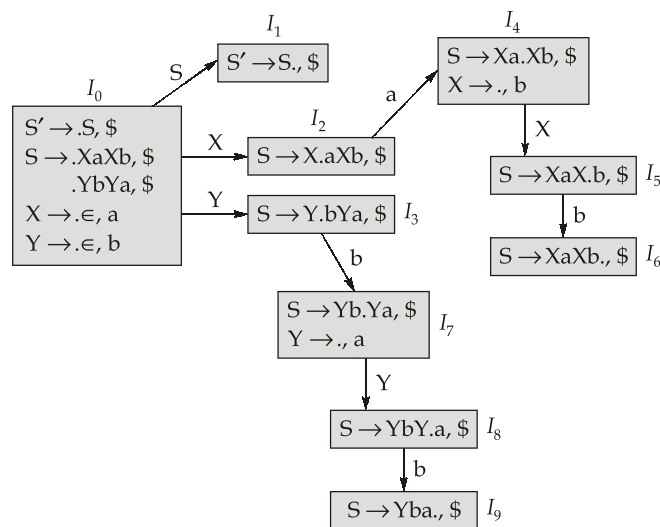 I₀
S′ → .S, $
S → .XaXb, $
.YbYa, $
X → .∈, a
Y → .∈, b
S
I₁
S′ → S., $
X
I₂
S → X.aXb, $
a
I₄
S → Xa.Xb, $
X → ., b
X
S → XaX.b, $
I₅
b
S → XaXb., $
I₆
Y
S → Y.bYa, $
I₃
b
S → Yb.Ya, $
Y → ., a
I₇
Y
S → YbY.a, $
I₈
b
S → Yba., $
I₉